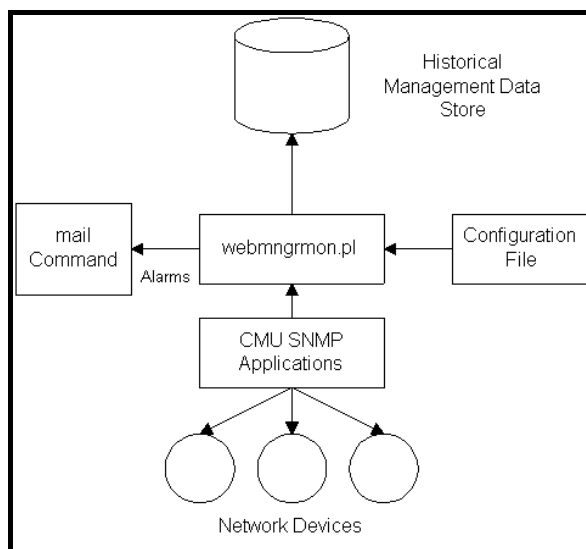 Historical
Management Data
Store
mail
Command
Alarms
webmngrmon.pl
Configuration
File
CMU SNMP
Applications
Network Devices